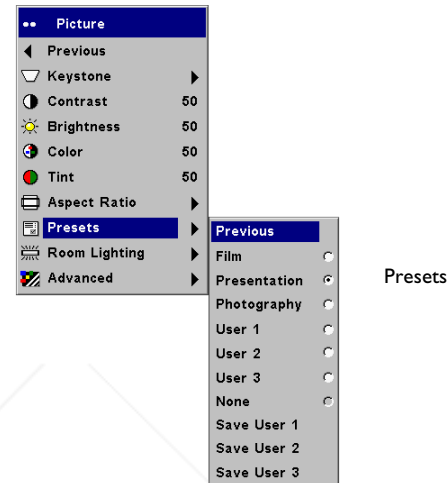 Picture
Previous
Keystone
Contrast 50
Brightness 50
Color 50
Tint 50
Aspect Ratio
Presets
Room Lighting
Advanced
Previous
Film
Presentation
Photography
User 1
User 2
User 3
None
Save User 1
Save User 2
Save User 3
Presets